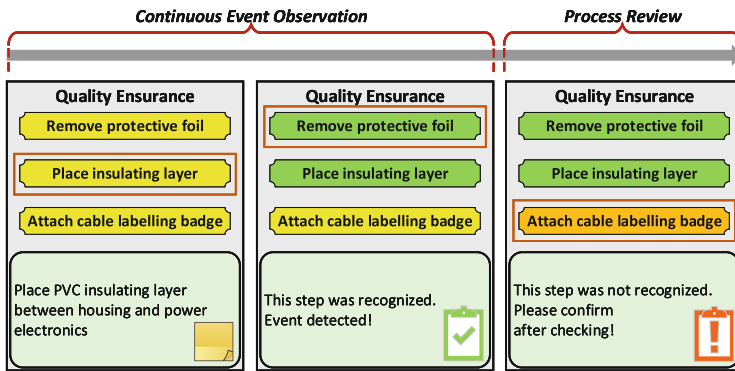 Continuous Event Observation
Process Review
Quality Ensurance
Remove protective foil
Place insulating layer
Attach cable labelling badge
Place PVC insulating layer
between housing and power
electronics
Quality Ensurance
Remove protective foil
Place insulating layer
Attach cable labelling badge
This step was recognized.
Event detected!
Quality Ensurance
Remove protective foil
Place insulating layer
Attach cable labelling badge
This step was not recognized.
Please confirm
after checking!